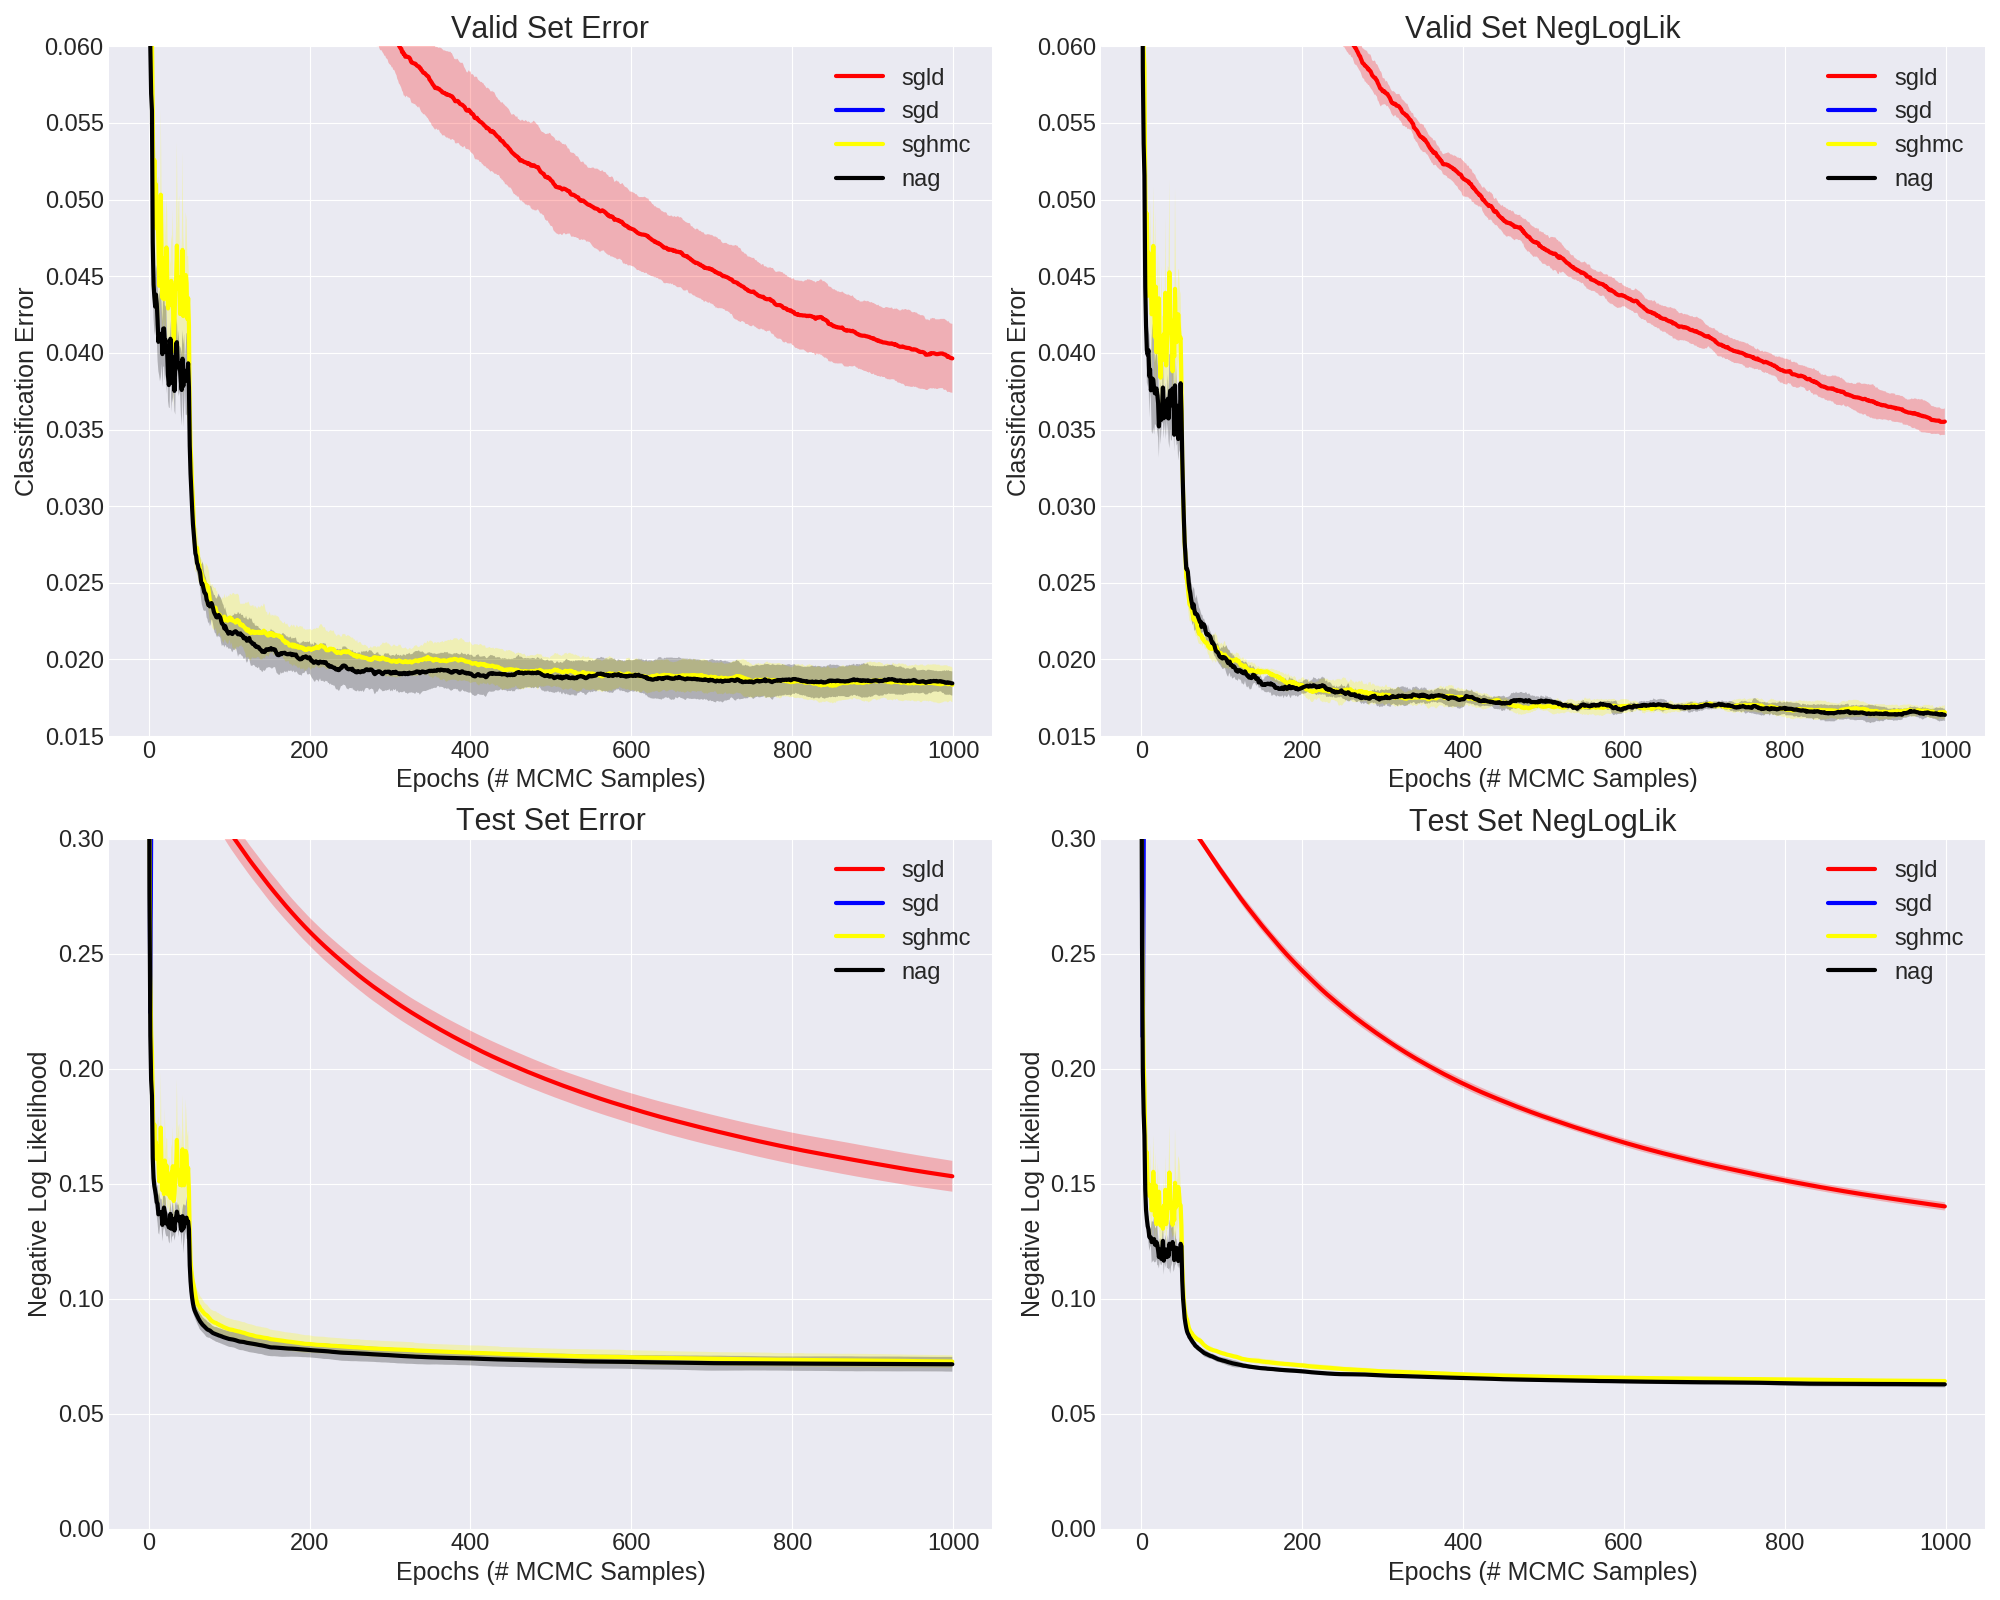 Valid Set Error
0.060
0.055
0.050
0.045
0.040
0.035
0.030
0.025
0.020
0.015
Classification Error
sgld
sgd
sghmc
nag
0 200 400 600 800 1000
Epochs (# MCMC Samples)
Valid Set NegLogLik
0.060
0.055
0.050
0.045
0.040
0.035
0.030
0.025
0.020
0.015
Classification Error
sgld
sgd
sghmc
nag
0 200 400 600 800 1000
Epochs (# MCMC Samples)
Test Set Error
0.30
0.25
0.20
0.15
0.10
0.05
0.00
Negative Log Likelihood
sgld
sgd
sghmc
nag
0 200 400 600 800 1000
Epochs (# MCMC Samples)
Test Set NegLogLik
0.30
0.25
0.20
0.15
0.10
0.05
0.00
Negative Log Likelihood
sgld
sgd
sghmc
nag
0 200 400 600 800 1000
Epochs (# MCMC Samples)